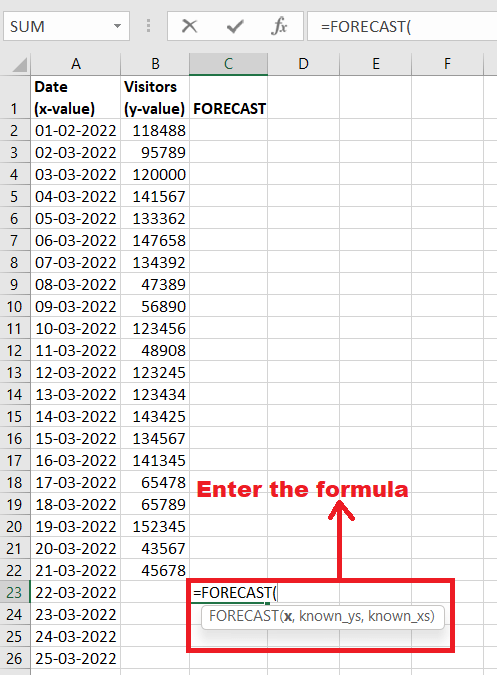 SUM =FORECAST(
A B C D E F
Date Visitors
1 (x-value) (y-value) FORECAST
2 01-02-2022 118488
3 02-03-2022 95789
4 03-03-2022 120000
5 04-03-2022 141567
6 05-03-2022 133362
7 06-03-2022 147658
8 07-03-2022 134392
9 08-03-2022 47389
10 09-03-2022 56890
11 10-03-2022 123456
12 11-03-2022 48908
13 12-03-2022 123245
14 13-03-2022 123434
15 14-03-2022 143425
16 15-03-2022 134567
17 16-03-2022 141345
18 17-03-2022 65478 Enter the formula
19 18-03-2022 65789
20 19-03-2022 152345
21 20-03-2022 43567
22 21-03-2022 45678
23 22-03-2022 =FORECAST(
24 23-03-2022 FORECAST(x, known_ys, known_xs)
25 24-03-2022
26 25-03-2022